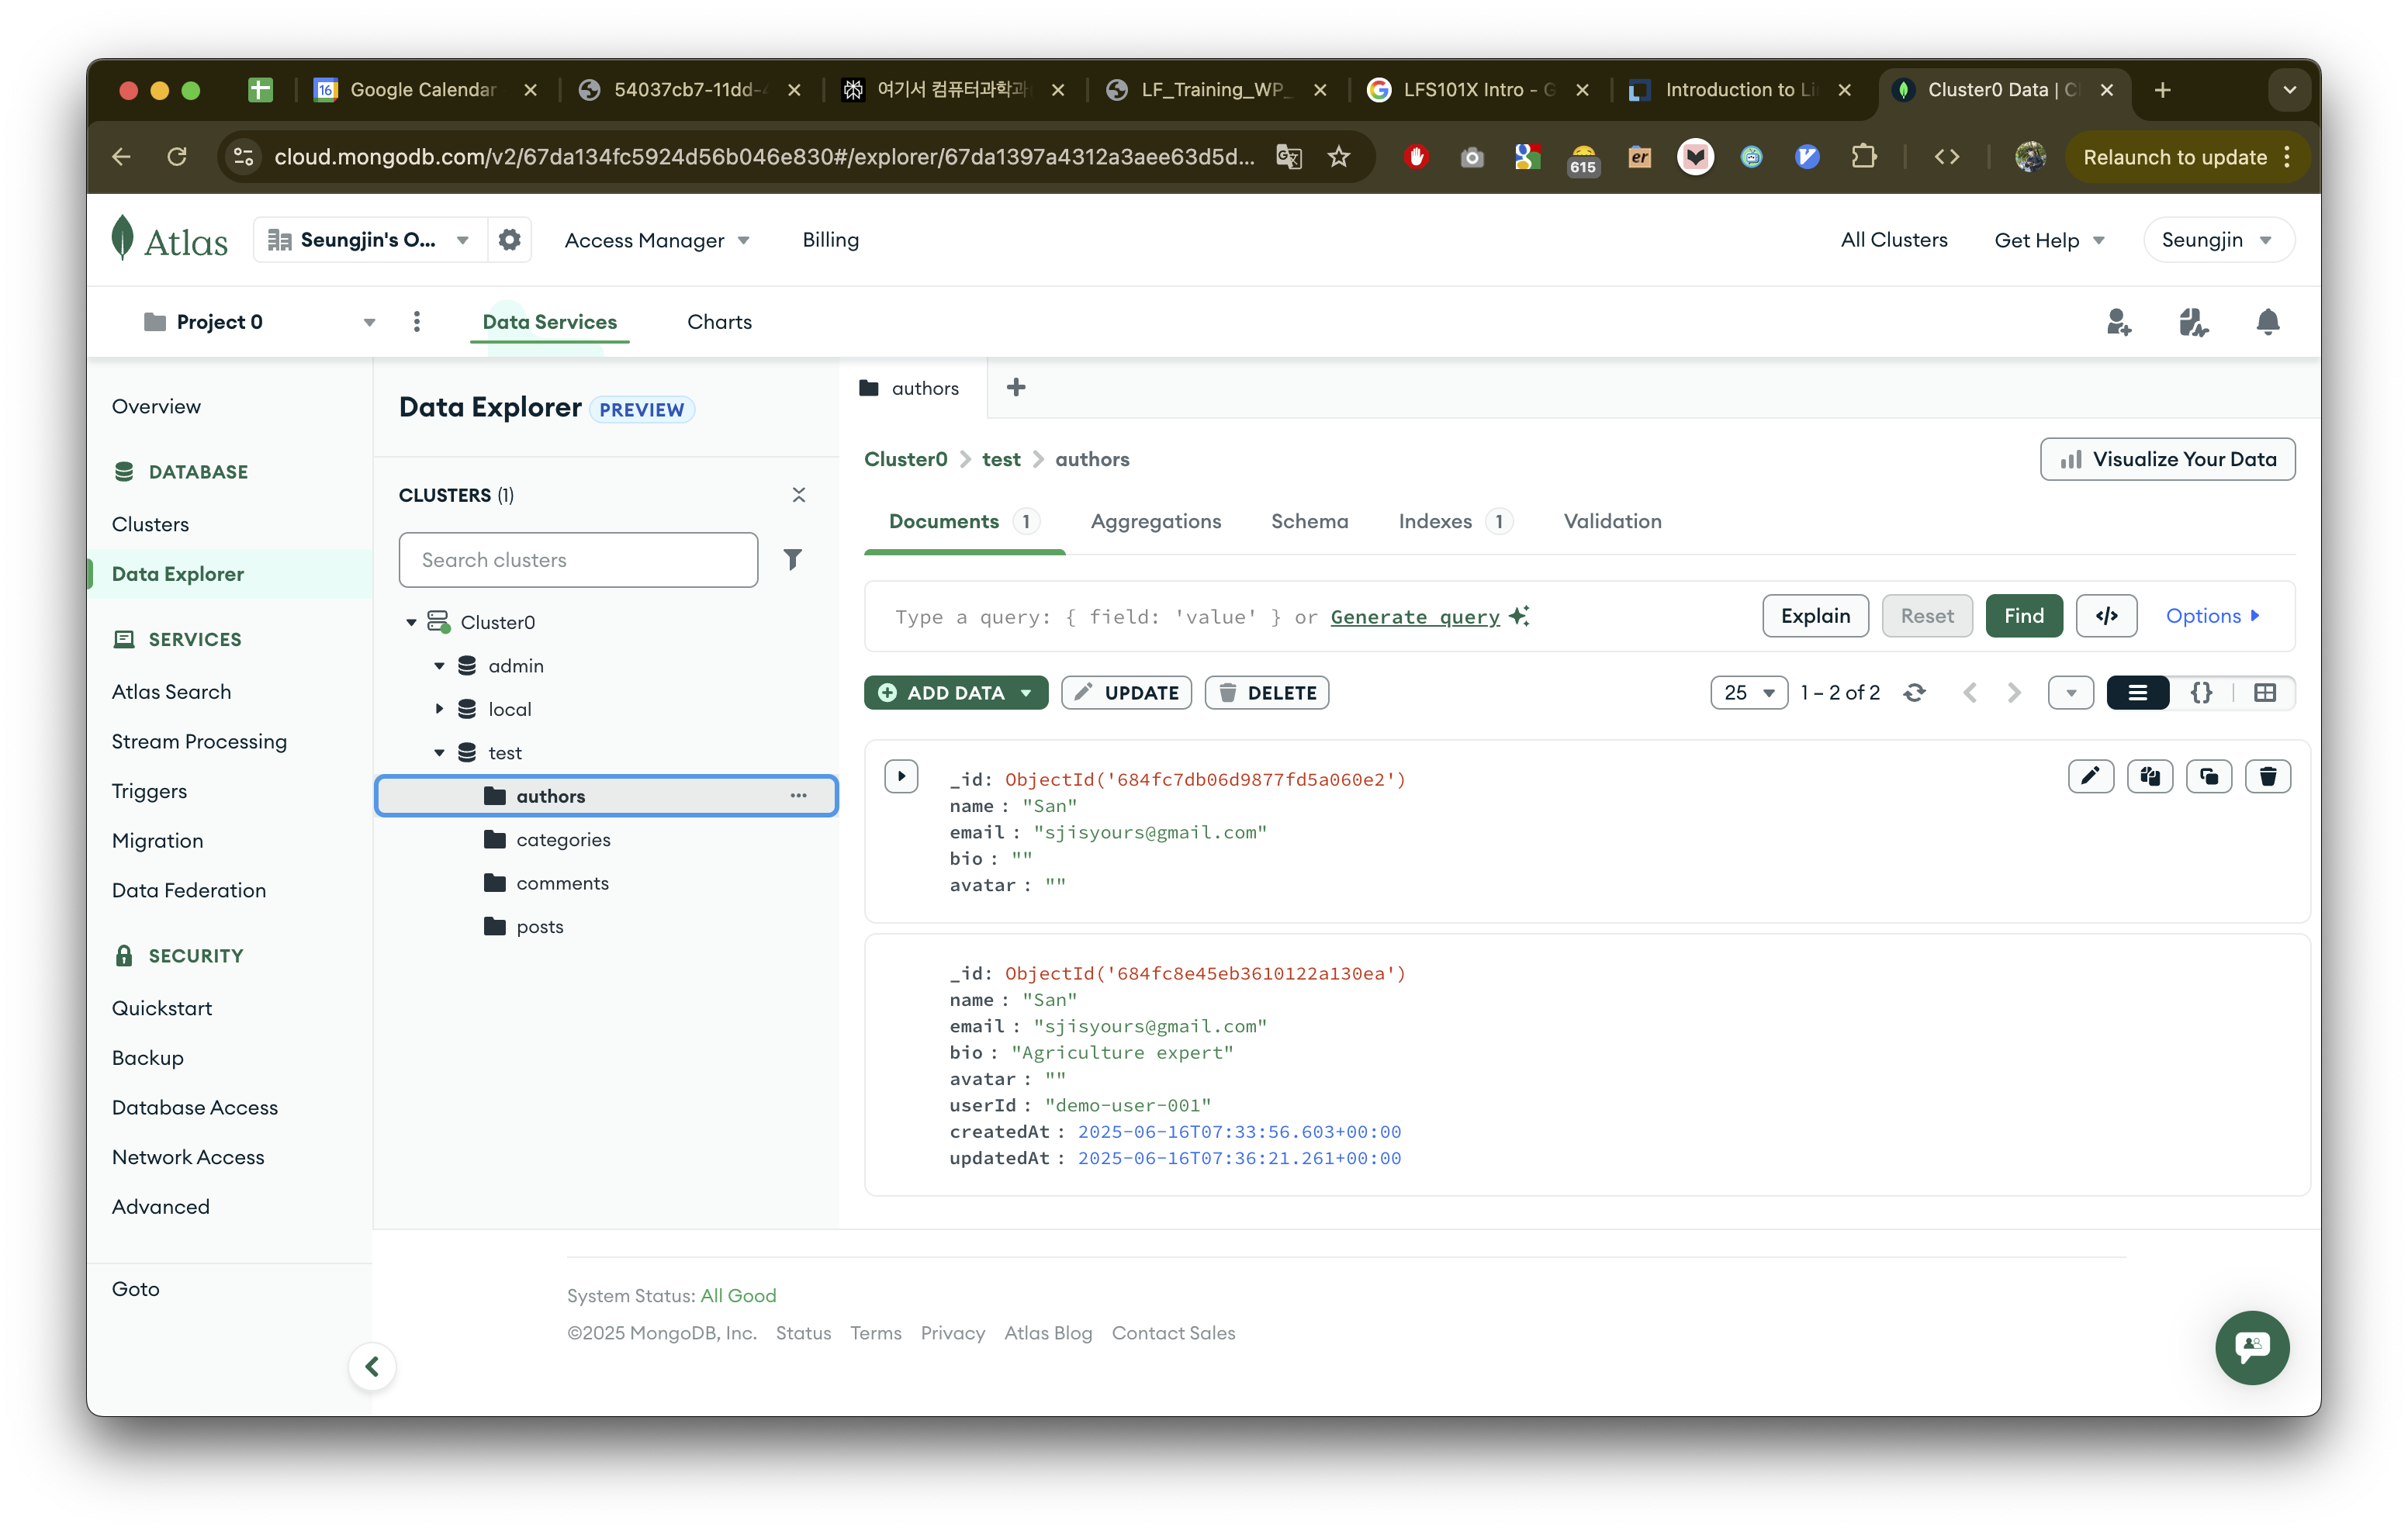 Google Calendar
54037cb7-11dd-
여기서 컴퓨터과학과
LF_Training_WP_
LFS101X Intro - G
Introduction to Li
Cluster0 Data | C
cloud.mongodb.com/v2/67da134fc5924d56b046e830#/explorer/67da1397a4312a3aee63d5d...
615
er
Relaunch to update
Atlas
Seungjin's O...
Access Manager
Billing
All Clusters
Get Help
Seungjin
Project 0
Data Services
Charts
Overview
DATABASE
Clusters
Data Explorer
SERVICES
Atlas Search
Stream Processing
Triggers
Migration
Data Federation
SECURITY
Quickstart
Backup
Database Access
Network Access
Advanced
Goto
Data Explorer PREVIEW
CLUSTERS (1)
Search clusters
Cluster0
admin
local
test
authors
categories
comments
posts
authors
Cluster0 > test > authors
Visualize Your Data
Documents 1
Aggregations
Schema
Indexes 1
Validation
Type a query: { field: 'value' } or Generate query
Explain
Reset
Find
</>
Options
ADD DATA
UPDATE
DELETE
25
1 – 2 of 2
{}
_id: ObjectId('684fc7db06d9877fd5a060e2')
name : "San"
email : "sjisyours@gmail.com"
bio : ""
avatar : ""
_id: ObjectId('684fc8e45eb3610122a130ea')
name : "San"
email : "sjisyours@gmail.com"
bio : "Agriculture expert"
avatar : ""
userId : "demo-user-001"
createdAt : 2025-06-16T07:33:56.603+00:00
updatedAt : 2025-06-16T07:36:21.261+00:00
System Status: All Good
©2025 MongoDB, Inc. Status Terms Privacy Atlas Blog Contact Sales